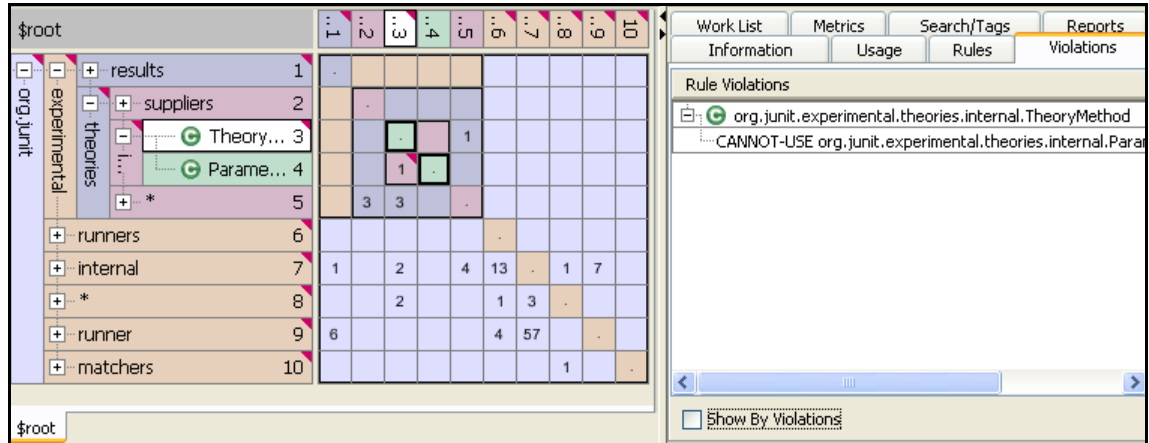 $root
. . 1 . . 2 . . 3 . . 4 . . 5 . . 6 . . 7 . . 8 . . 9 10
org.junit
experimental
theories
i...
results 1 .
suppliers 2 .
Theory... 3 . 1
Parame... 4 1 .
* 5 3 3 .
runners 6 .
internal 7 1 2 4 13 . 1 7
* 8 2 1 3 .
runner 9 6 4 57 .
matchers 10 1 .
$root
Work List Metrics Search/Tags Reports
Information Usage Rules Violations
Rule Violations
C org.junit.experimental.theories.internal.TheoryMethod
CANNOT-USE org.junit.experimental.theories.internal.Parar
Show By Violations